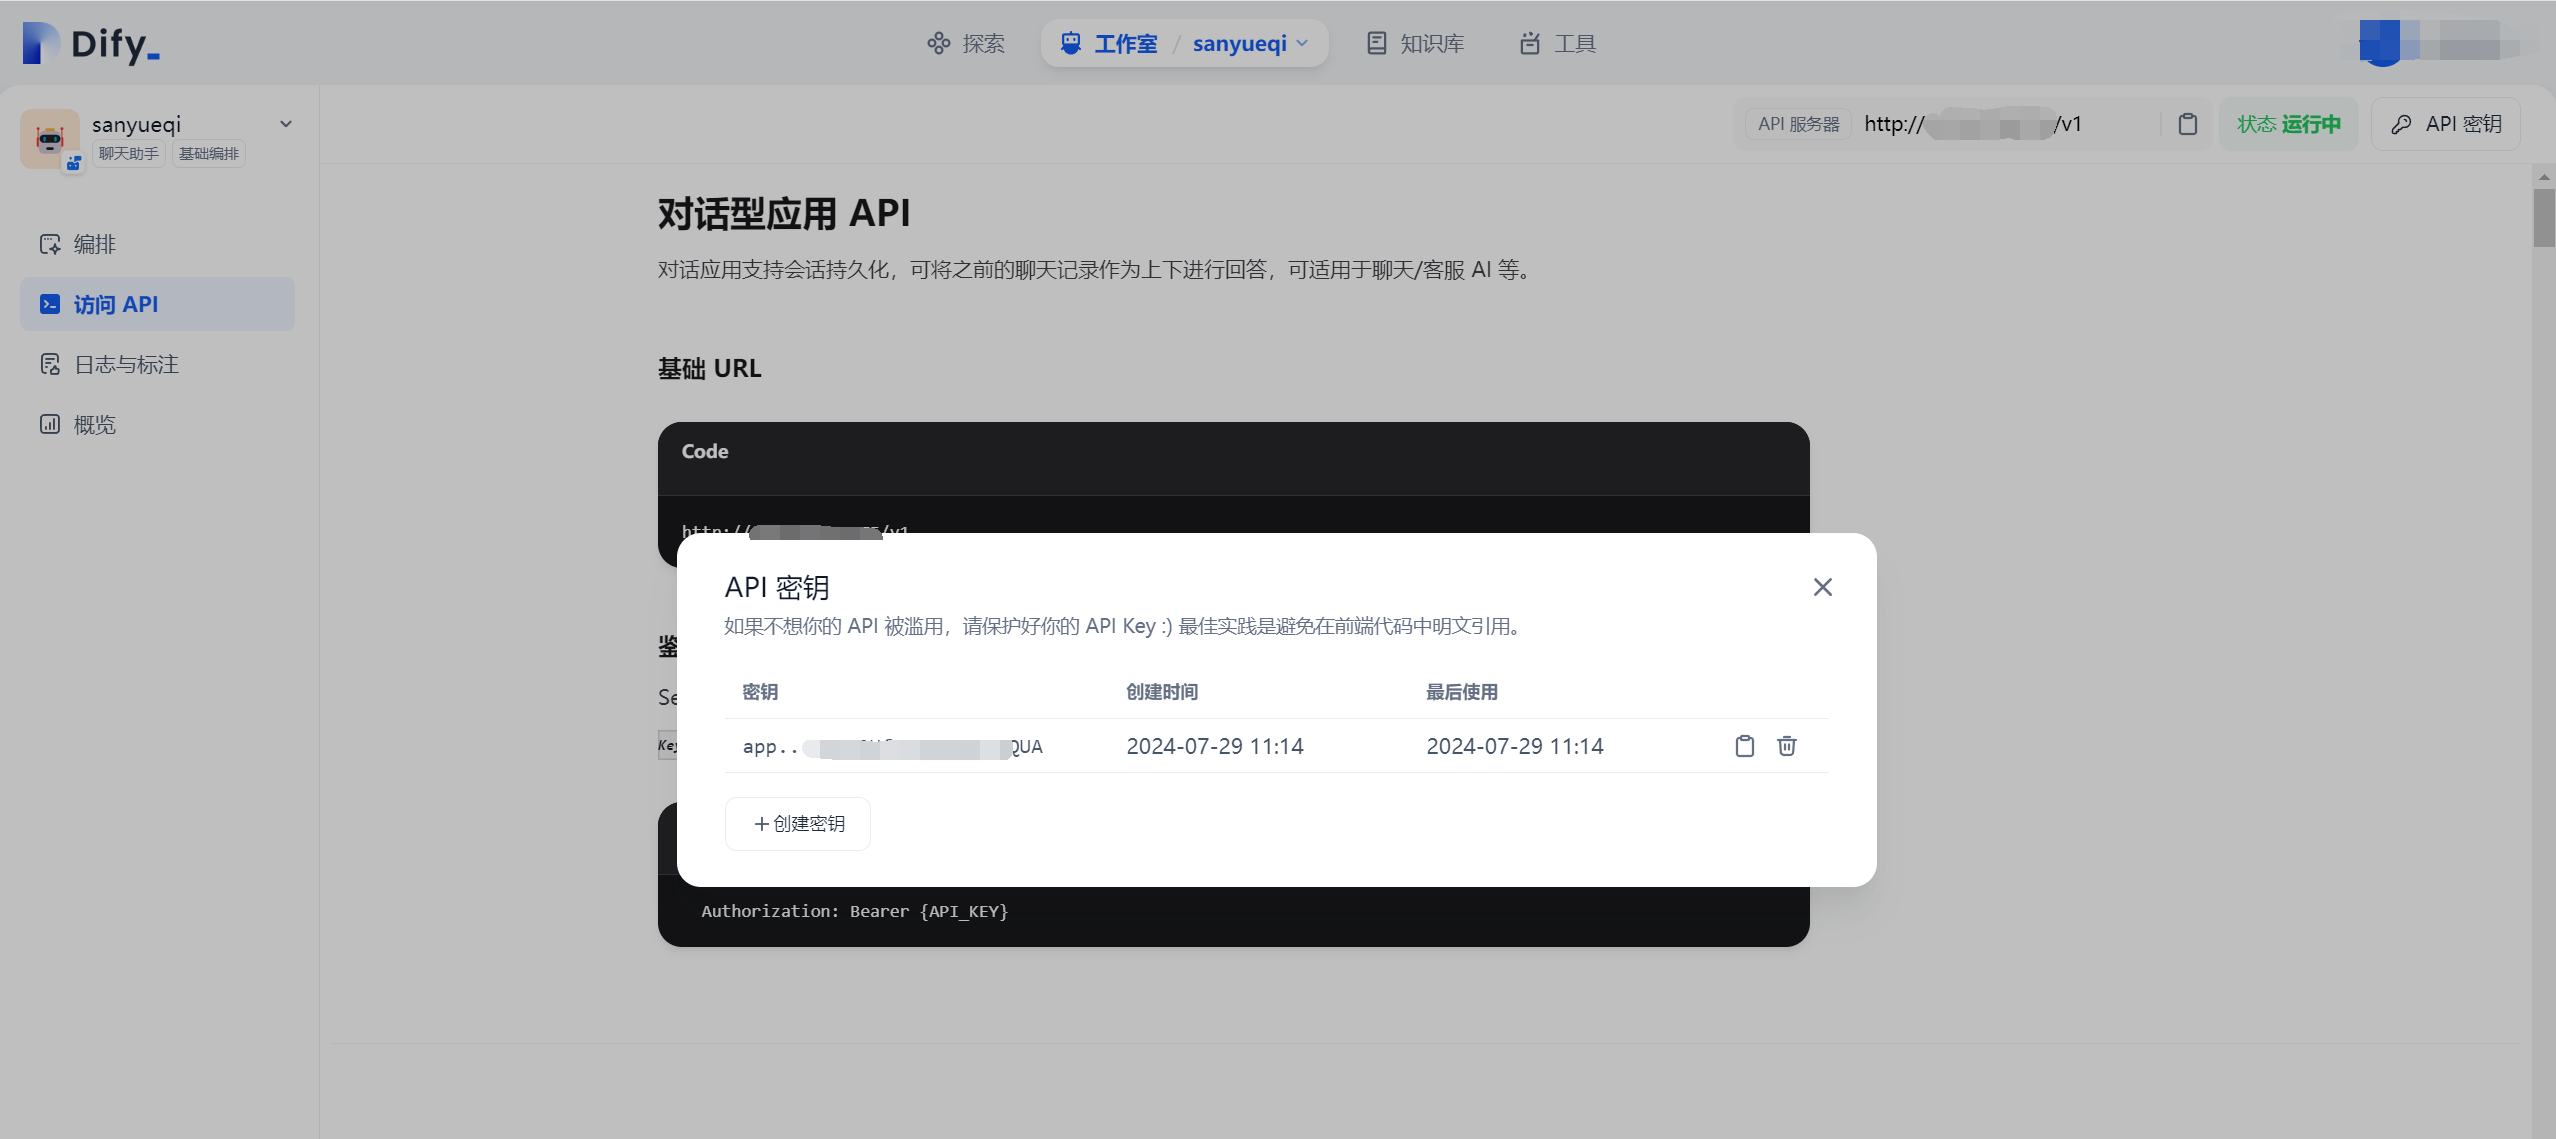 Dify_
探索
工作室 / sanyueqi
知识库
工具
sanyueqi
聊天助手 基础编排
编排
访问 API
日志与标注
概览
API 服务器 http:// /v1
状态 运行中
API 密钥
对话型应用 API
对话应用支持会话持久化，可将之前的聊天记录作为上下进行回答，可适用于聊天/客服 AI 等。
基础 URL
Code
http:// /v1
鉴
Se
Key
API 密钥
如果不想你的 API 被滥用，请保护好你的 API Key :) 最佳实践是避免在前端代码中明文引用。
密钥 创建时间 最后使用
app.. QUA 2024-07-29 11:14 2024-07-29 11:14
+创建密钥
Authorization: Bearer {API_KEY}